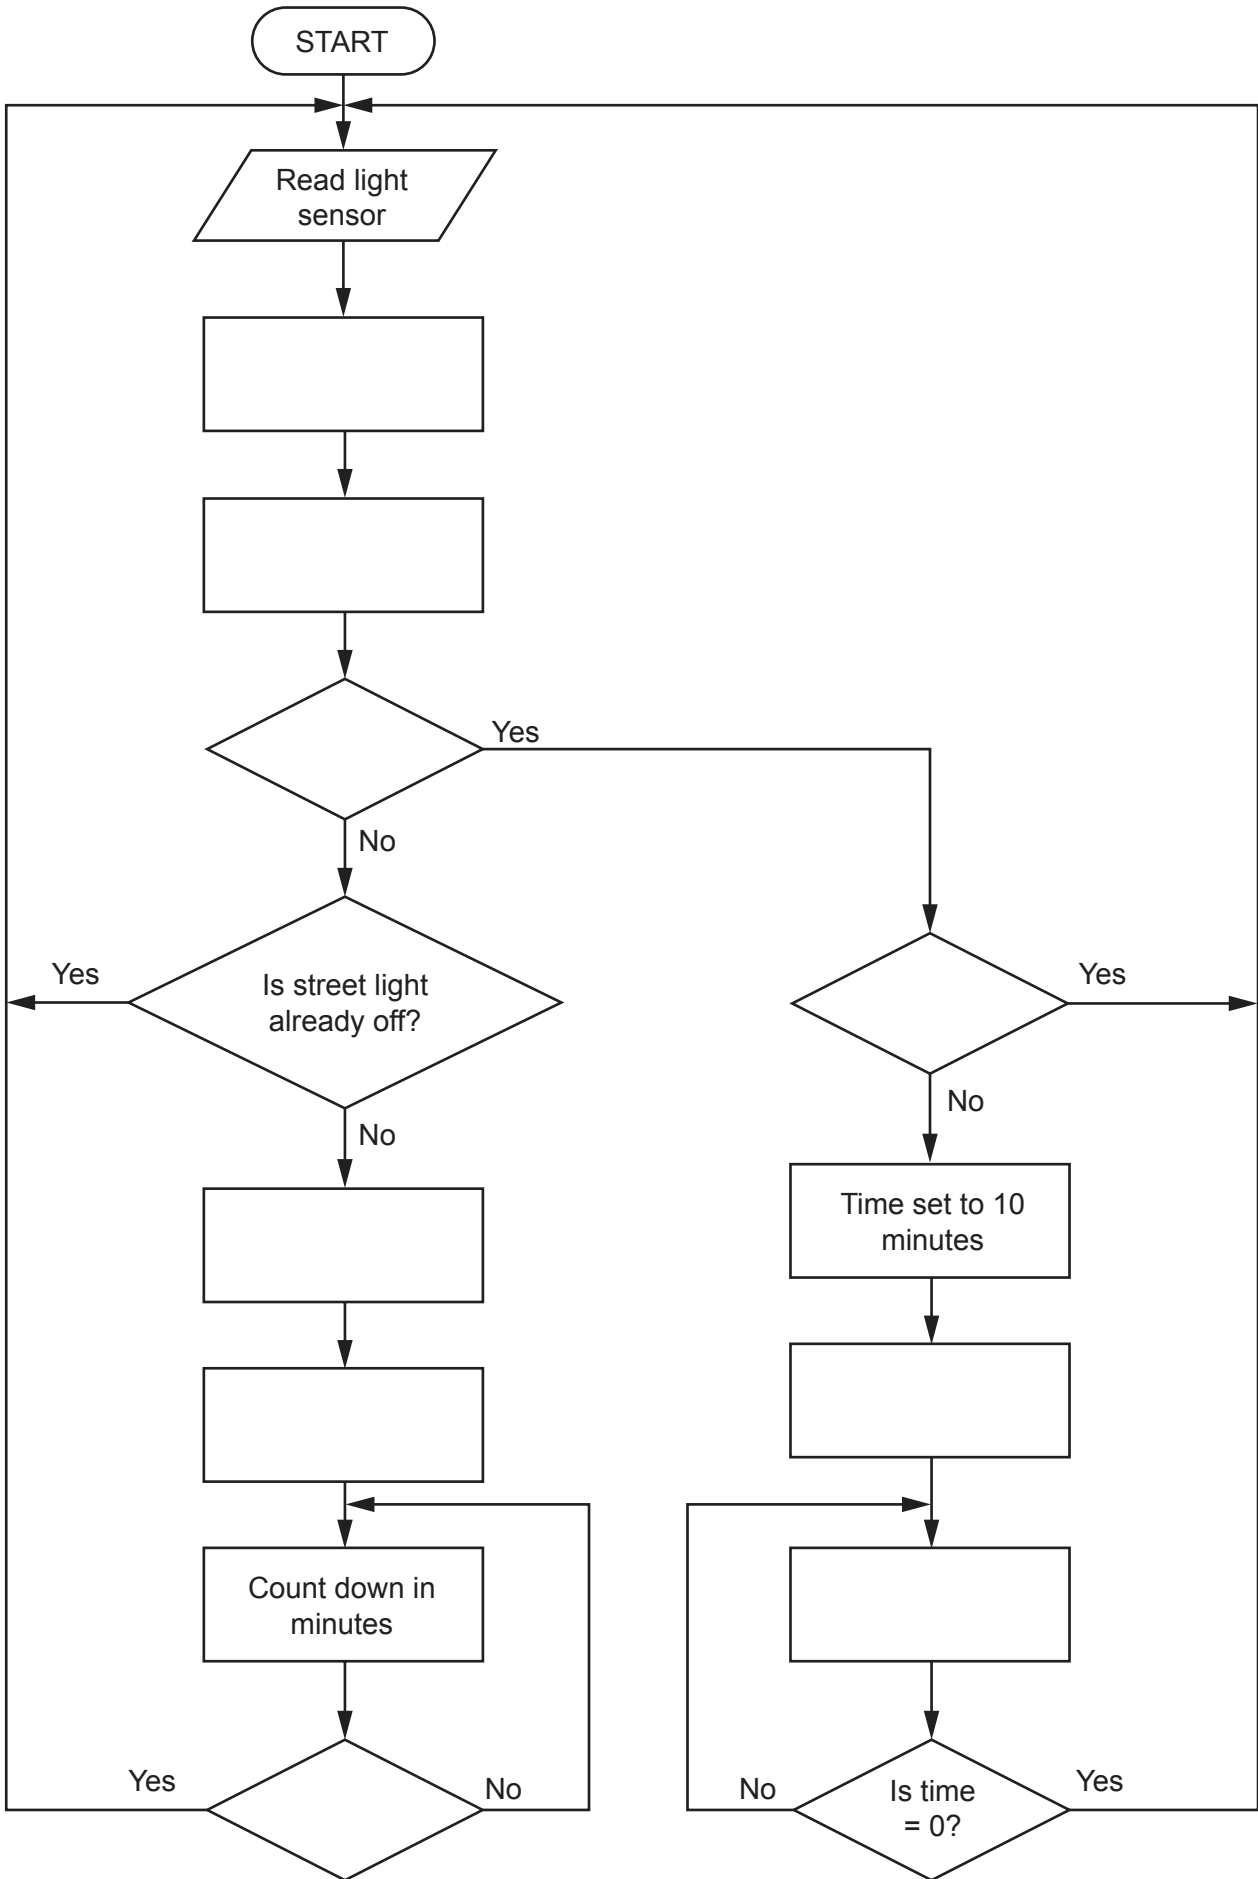 START
Read light
sensor
Yes
No
Yes
Is street light
already off?
Yes
No
No
Time set to 10
minutes
Count down in
minutes
Yes
No
No
Is time
= 0?
Yes